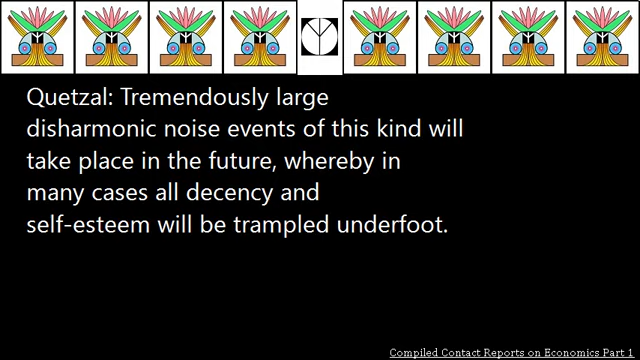 Quetzal: Tremendously large
disharmonic noise events of this kind will
take place in the future, whereby in
many cases all decency and
self-esteem will be trampled underfoot.
Compiled Contact Reports on Economics Part 1